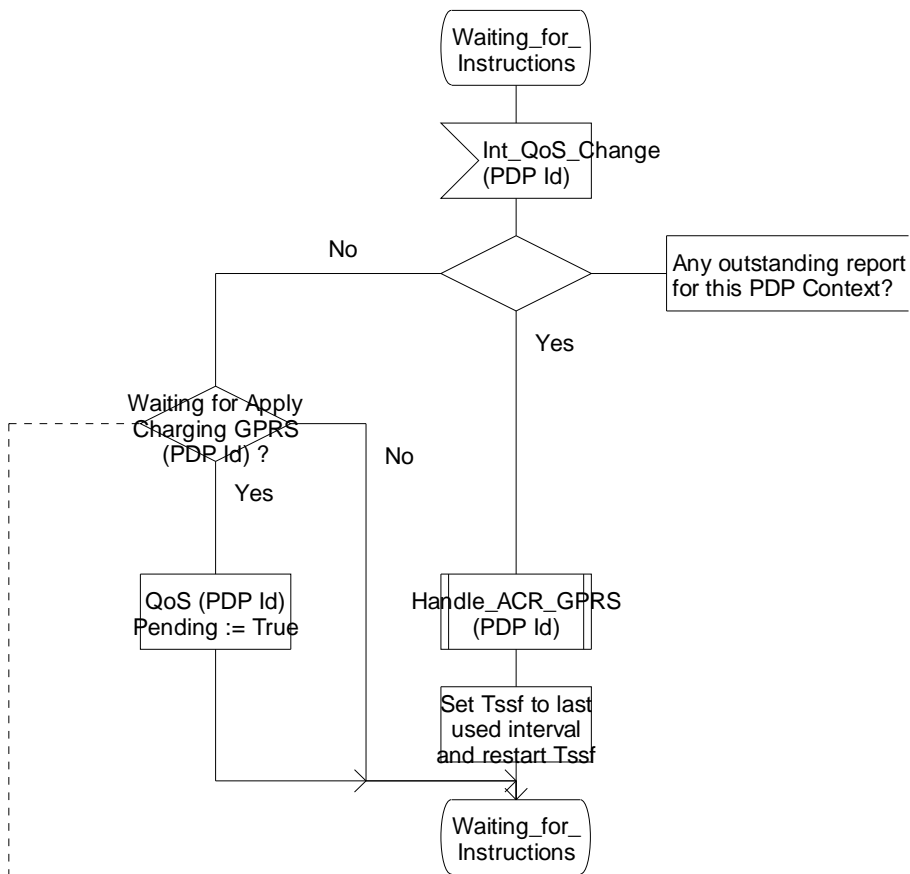 Waiting_for_
Instructions
Int_QoS_Change
(PDP Id)
No
Any outstanding report
for this PDP Context?
Yes
Waiting for Apply
Charging GPRS
(PDP Id) ?
No
Yes
QoS (PDP Id)
Pending := True
Handle_ACR_GPRS
(PDP Id)
Set Tssf to last
used interval
and restart Tssf
Waiting_for_
Instructions